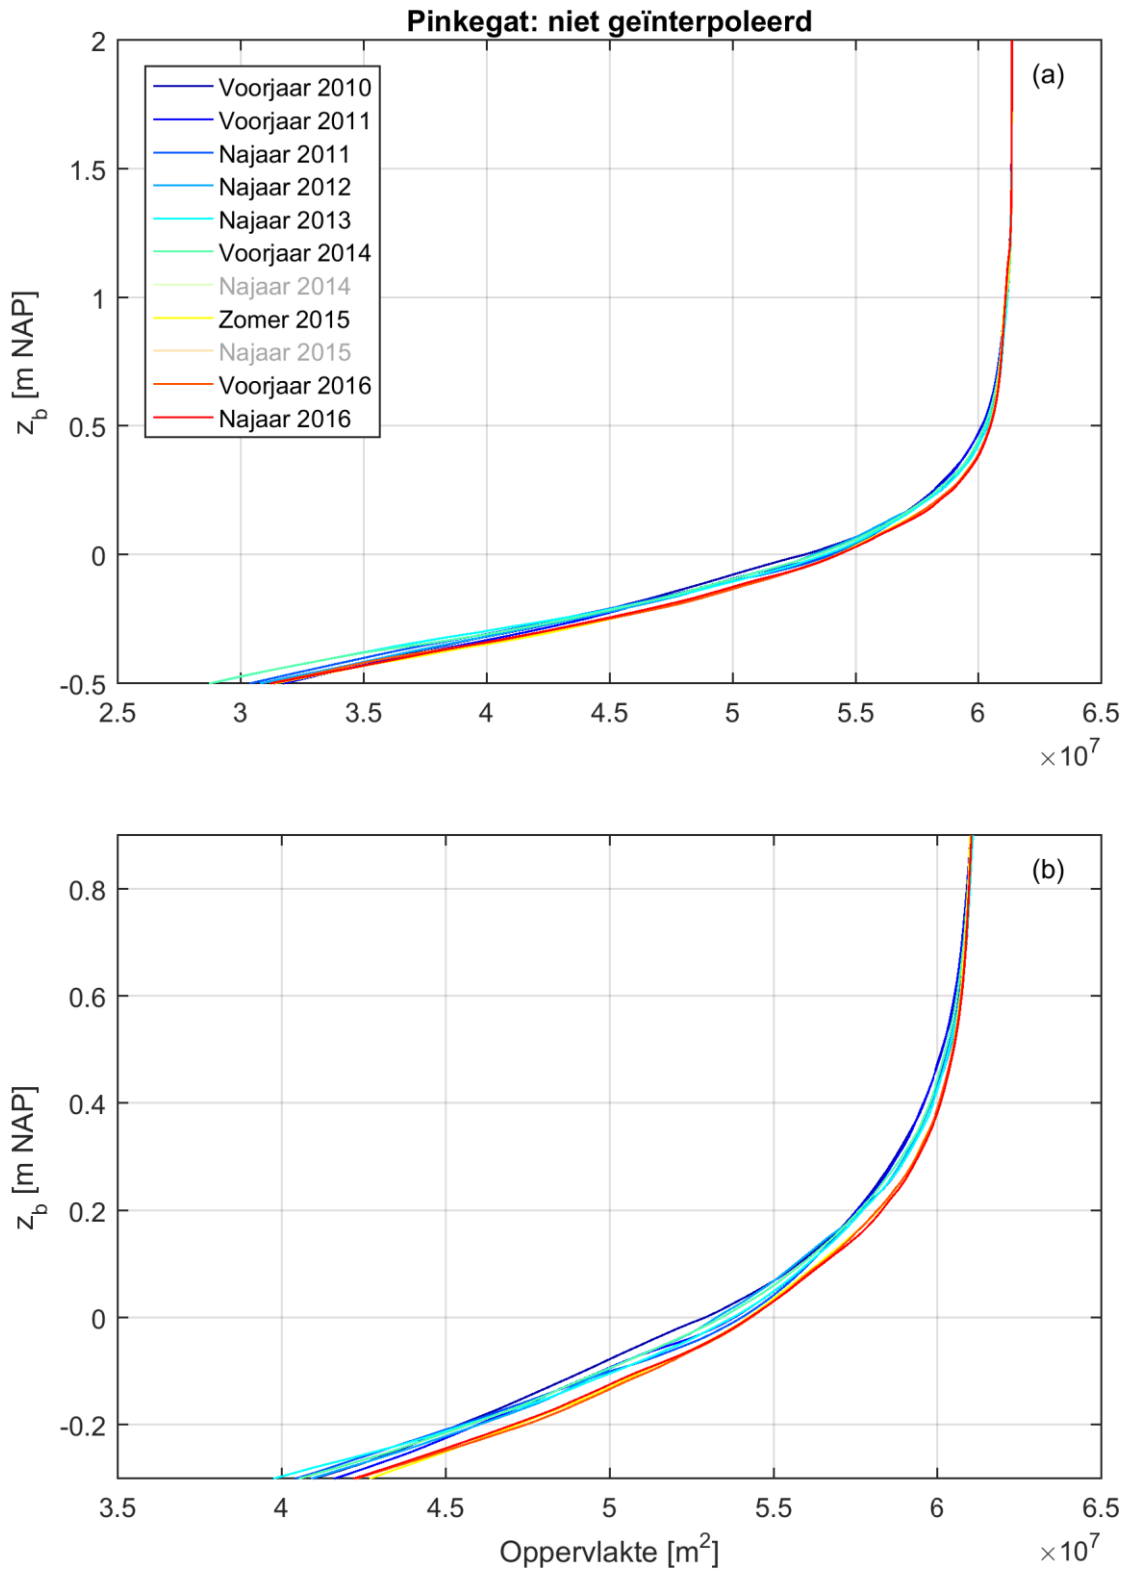 Pinkegat: niet geïnterpoleerd
(a)
Voorjaar 2010
Voorjaar 2011
Najaar 2011
Najaar 2012
Najaar 2013
Voorjaar 2014
Najaar 2014
Zomer 2015
Najaar 2015
Voorjaar 2016
Najaar 2016
2
1.5
1
0.5
0
-0.5
z_b [m NAP]
2.5 3 3.5 4 4.5 5 5.5 6 6.5
×10^7
(b)
0.8
0.6
0.4
0.2
0
-0.2
z_b [m NAP]
3.5 4 4.5 5 5.5 6 6.5
Oppervlakte [m^2]
×10^7